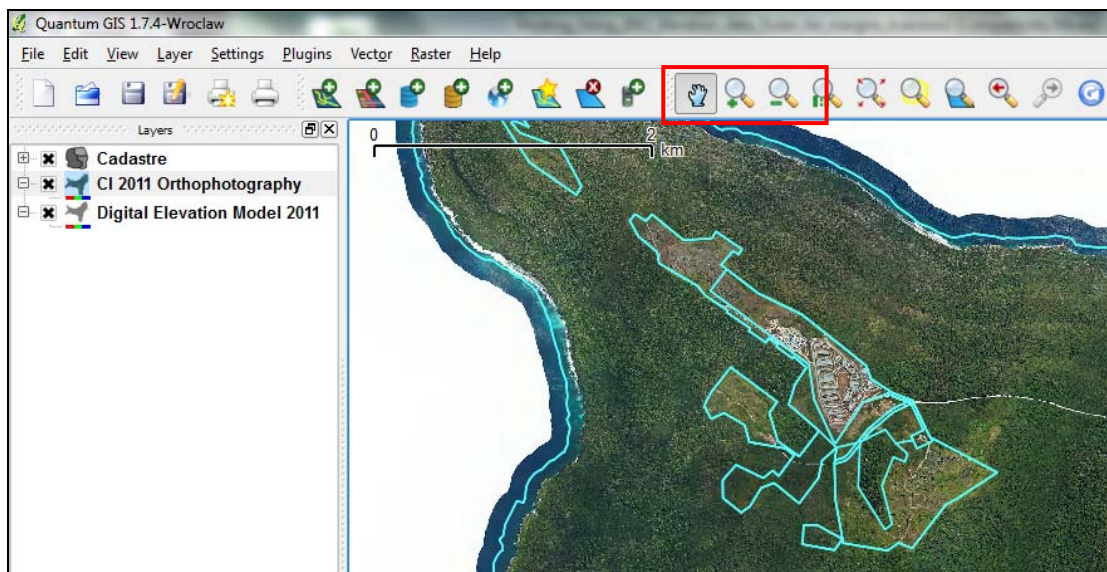 Quantum GIS 1.7.4-Wroclaw
File Edit View Layer Settings Plugins Vector Raster Help
Layers
Cadastre
CI 2011 Orthophotography
Digital Elevation Model 2011
0 2
km